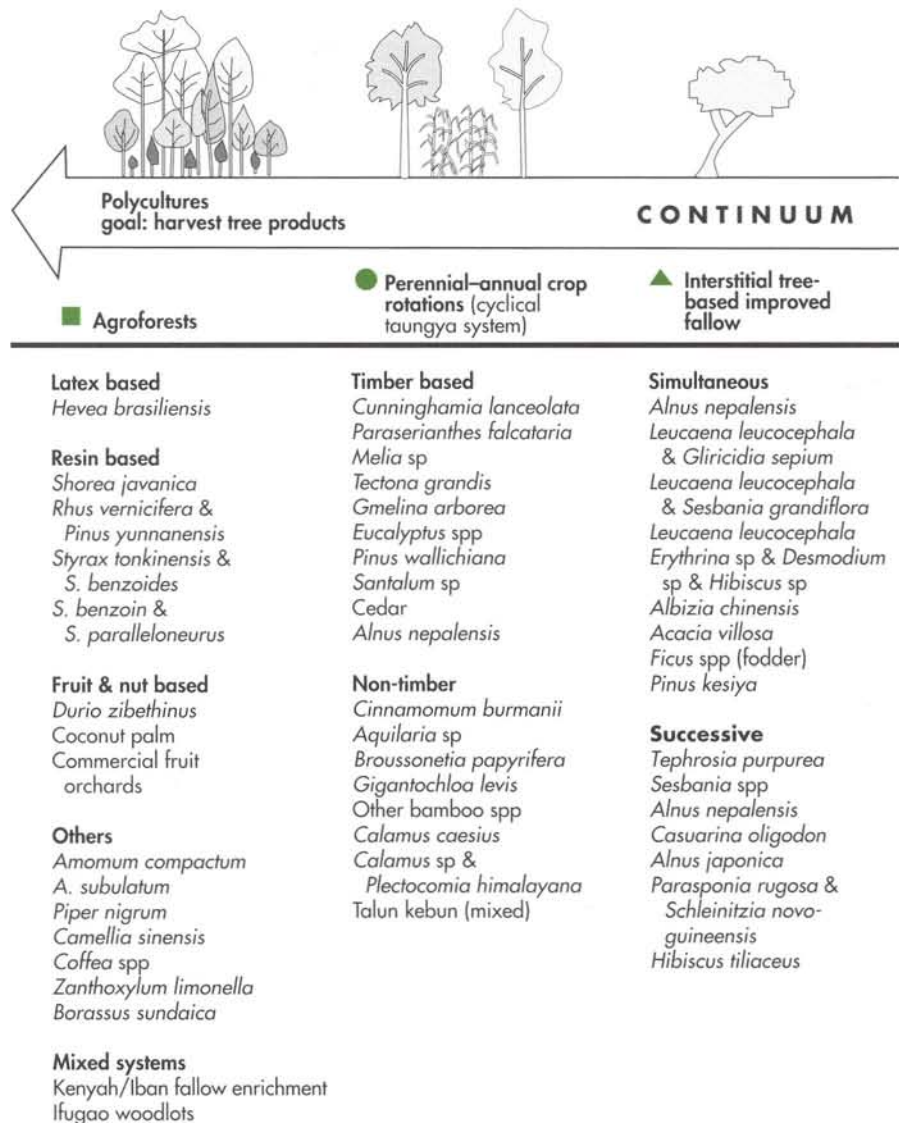 Polycultures
goal: harvest tree products
CONTINUUM
Agroforests
Perennial–annual crop
rotations (cyclical
taungya system)
Interstitial tree-
based improved
fallow
Latex based
Hevea brasiliensis
Resin based
Shorea javanica
Rhus vernicifera &
Pinus yunnanensis
Styrax tonkinensis &
S. benzoides
S. benzoin &
S. paralleloneurus
Fruit & nut based
Durio zibethinus
Coconut palm
Commercial fruit
orchards
Others
Amomum compactum
A. subulatum
Piper nigrum
Camellia sinensis
Coffea spp
Zanthoxylum limonella
Borassus sundaica
Mixed systems
Kenyah/Iban fallow enrichment
Ifugao woodlots
Timber based
Cunninghamia lanceolata
Paraserianthes falcataria
Melia sp
Tectona grandis
Gmelina arborea
Eucalyptus spp
Pinus wallichiana
Santalum sp
Cedar
Alnus nepalensis
Non-timber
Cinnamomum burmanii
Aquilaria sp
Broussonetia papyrifera
Gigantochloa levis
Other bamboo spp
Calamus caesius
Calamus sp &
Plectocomia himalayana
Talun kebun (mixed)
Simultaneous
Alnus nepalensis
Leucaena leucocephala
& Gliricidia sepium
Leucaena leucocephala
& Sesbania grandiflora
Leucaena leucocephala
Erythrina sp & Desmodium
sp & Hibiscus sp
Albizia chinensis
Acacia villosa
Ficus spp (fodder)
Pinus kesiya
Successive
Tephrosia purpurea
Sesbania spp
Alnus nepalensis
Casuarina oligodon
Alnus japonica
Parasponia rugosa &
Schleinitzia novo-
guineensis
Hibiscus tiliaceus